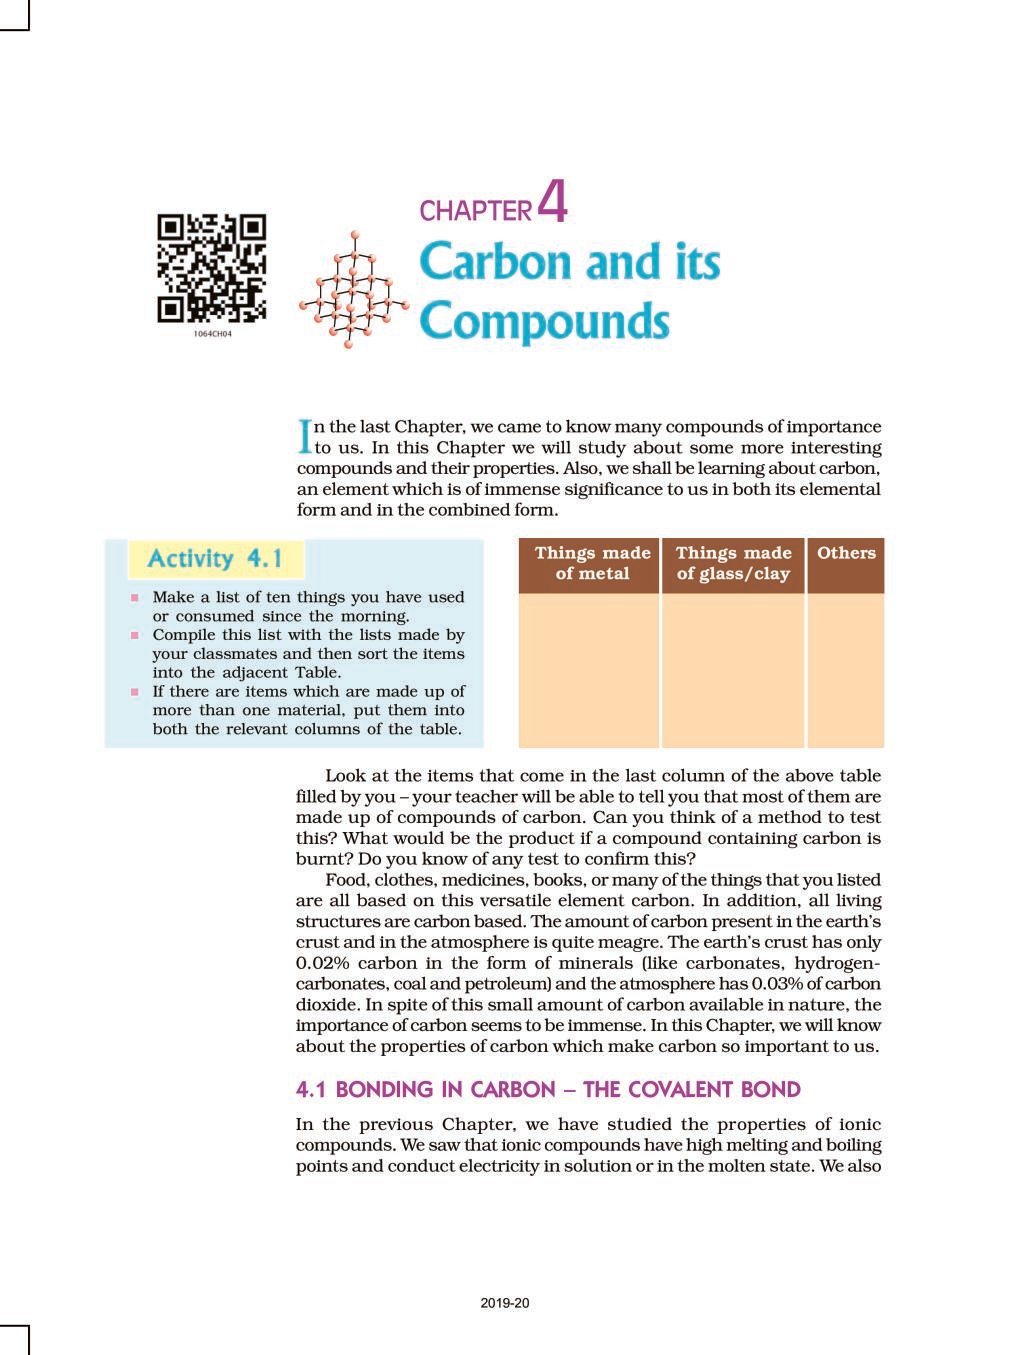 CHAPTER 4
Carbon and its
Compounds
1064CH04
In the last Chapter, we came to know many compounds of importance
to us. In this Chapter we will study about some more interesting
compounds and their properties. Also, we shall be learning about carbon,
an element which is of immense significance to us in both its elemental
form and in the combined form.
Activity 4.1
■ Make a list of ten things you have used
or consumed since the morning.
■ Compile this list with the lists made by
your classmates and then sort the items
into the adjacent Table.
■ If there are items which are made up of
more than one material, put them into
both the relevant columns of the table.
Things made
of metal
Things made
of glass/clay
Others
Look at the items that come in the last column of the above table
filled by you – your teacher will be able to tell you that most of them are
made up of compounds of carbon. Can you think of a method to test
this? What would be the product if a compound containing carbon is
burnt? Do you know of any test to confirm this?
Food, clothes, medicines, books, or many of the things that you listed
are all based on this versatile element carbon. In addition, all living
structures are carbon based. The amount of carbon present in the earth's
crust and in the atmosphere is quite meagre. The earth's crust has only
0.02% carbon in the form of minerals (like carbonates, hydrogen-
carbonates, coal and petroleum) and the atmosphere has 0.03% of carbon
dioxide. In spite of this small amount of carbon available in nature, the
importance of carbon seems to be immense. In this Chapter, we will know
about the properties of carbon which make carbon so important to us.
4.1 BONDING IN CARBON – THE COVALENT BOND
In the previous Chapter, we have studied the properties of ionic
compounds. We saw that ionic compounds have high melting and boiling
points and conduct electricity in solution or in the molten state. We also
2019-20